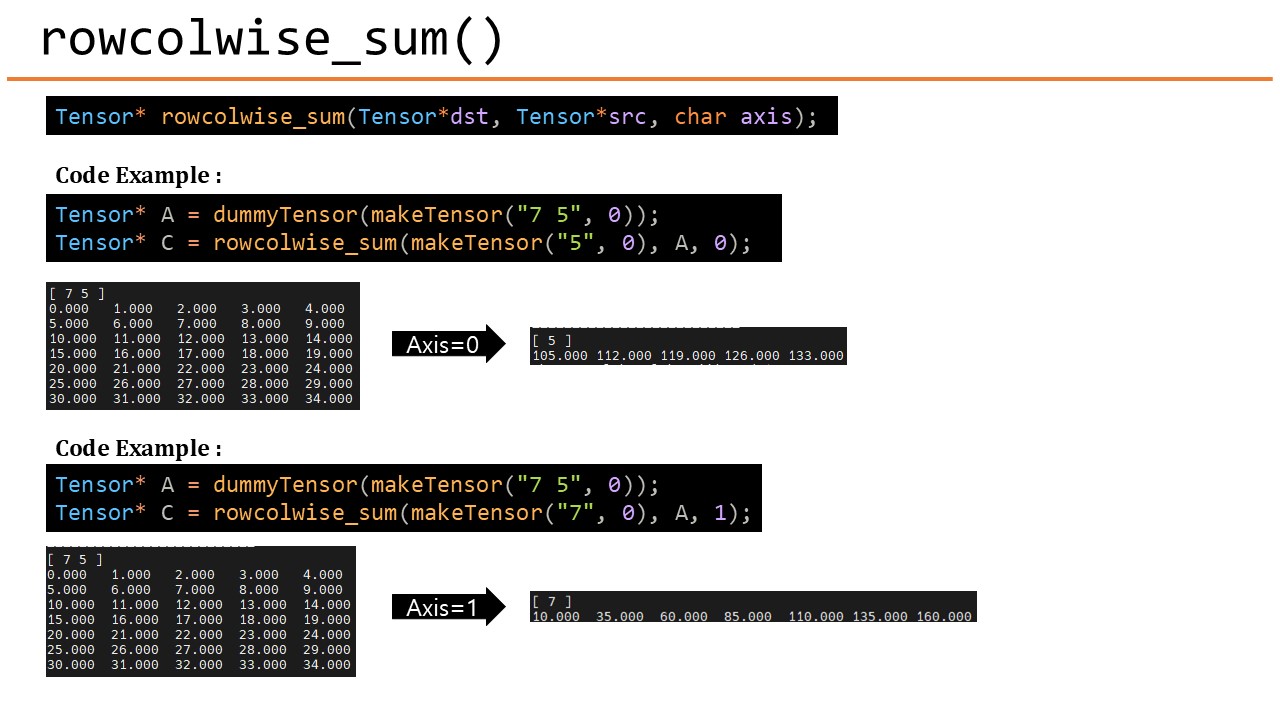 rowcolwise_sum()
Tensor* rowcolwise_sum(Tensor*dst, Tensor*src, char axis);
Code Example :
Tensor* A = dummyTensor(makeTensor("7 5", 0));
Tensor* C = rowcolwise_sum(makeTensor("5", 0), A, 0);
[ 7 5 ]
0.000 1.000 2.000 3.000 4.000
5.000 6.000 7.000 8.000 9.000
10.000 11.000 12.000 13.000 14.000
15.000 16.000 17.000 18.000 19.000
20.000 21.000 22.000 23.000 24.000
25.000 26.000 27.000 28.000 29.000
30.000 31.000 32.000 33.000 34.000
Axis=0
[ 5 ]
105.000 112.000 119.000 126.000 133.000
Code Example :
Tensor* A = dummyTensor(makeTensor("7 5", 0));
Tensor* C = rowcolwise_sum(makeTensor("7", 0), A, 1);
[ 7 5 ]
0.000 1.000 2.000 3.000 4.000
5.000 6.000 7.000 8.000 9.000
10.000 11.000 12.000 13.000 14.000
15.000 16.000 17.000 18.000 19.000
20.000 21.000 22.000 23.000 24.000
25.000 26.000 27.000 28.000 29.000
30.000 31.000 32.000 33.000 34.000
Axis=1
[ 7 ]
10.000 35.000 60.000 85.000 110.000 135.000 160.000